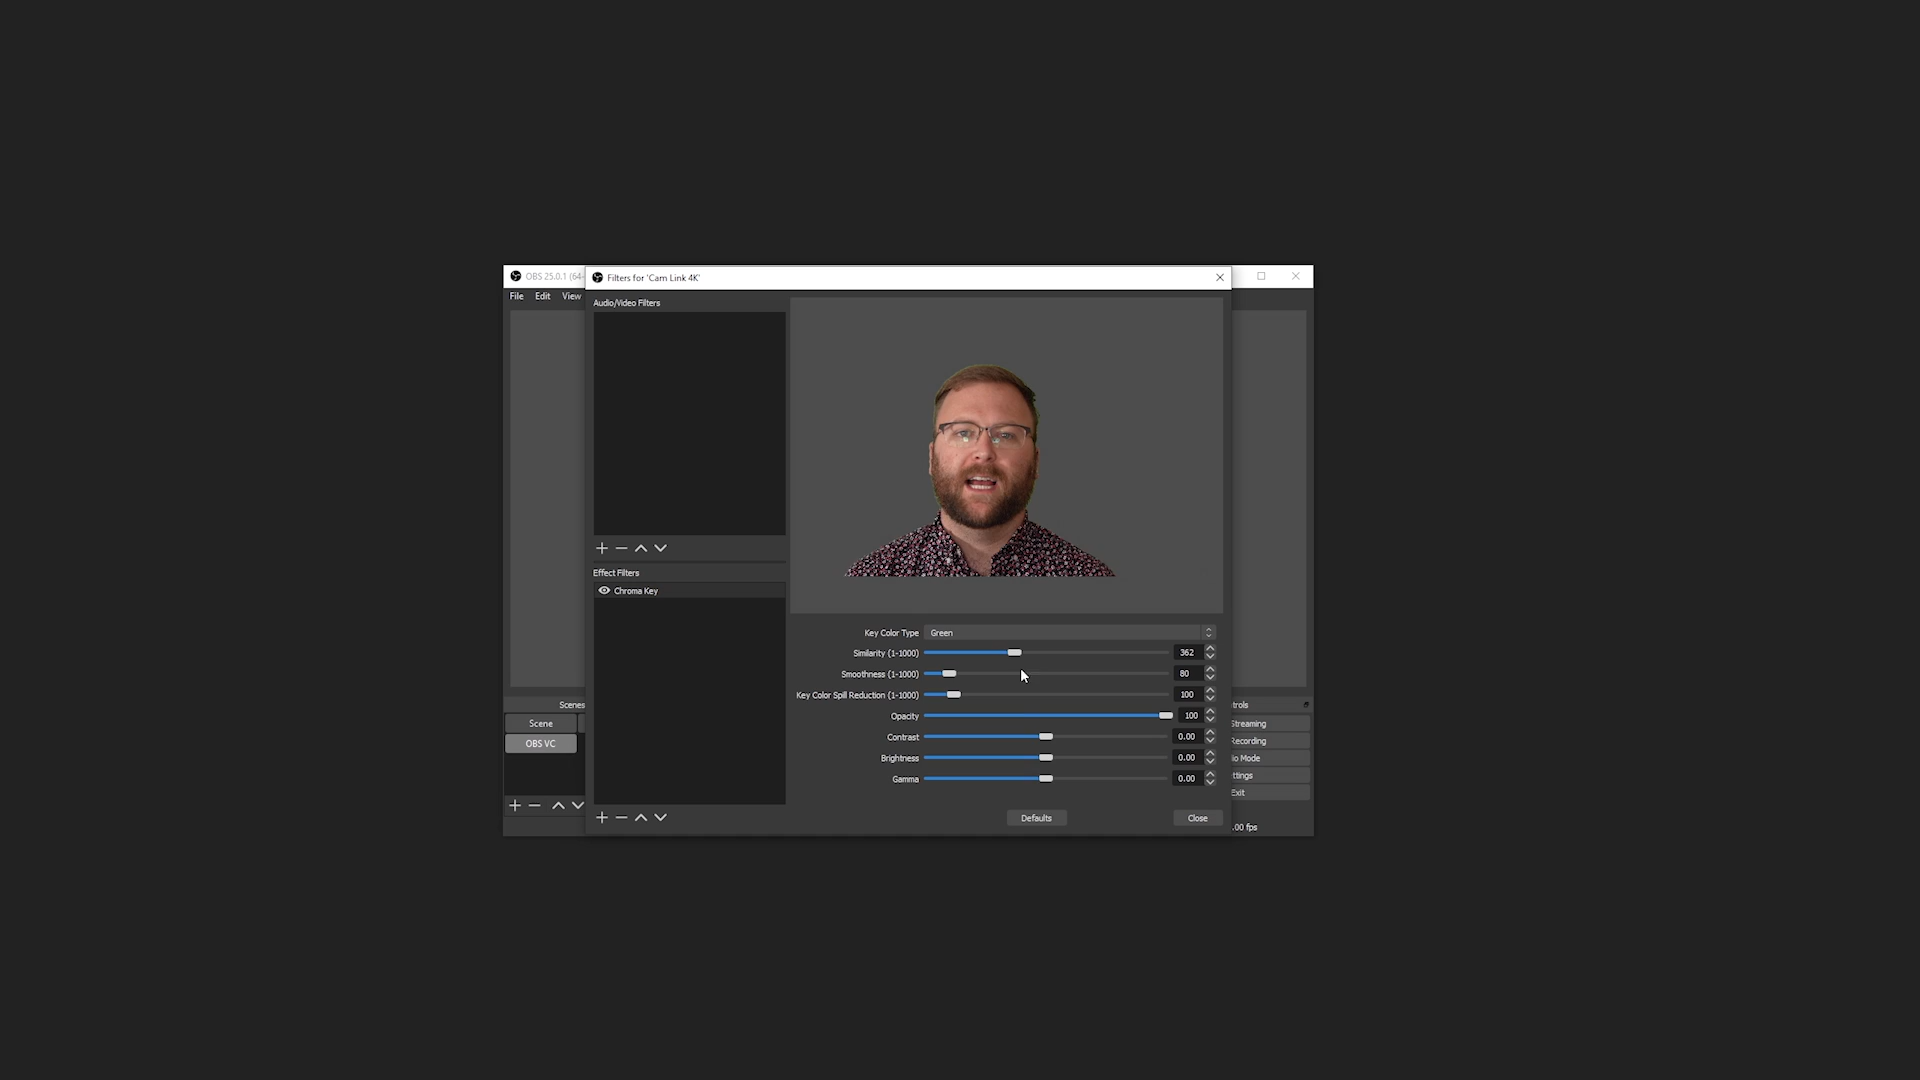 OBS 25.0.1 (64-
Filters for 'Cam Link 4K'
File Edit View
Audio/Video Filters
Effect Filters
Chroma Key
Key Color Type Green
Similarity (1-1000) 362
Smoothness (1-1000) 80
Key Color Spill Reduction (1-1000) 100
Opacity 100
Contrast 0.00
Brightness 0.00
Gamma 0.00
Defaults Close
Scenes
Scene
OBS VC
trols
Streaming
Recording
io Mode
ttings
Exit
.00 fps